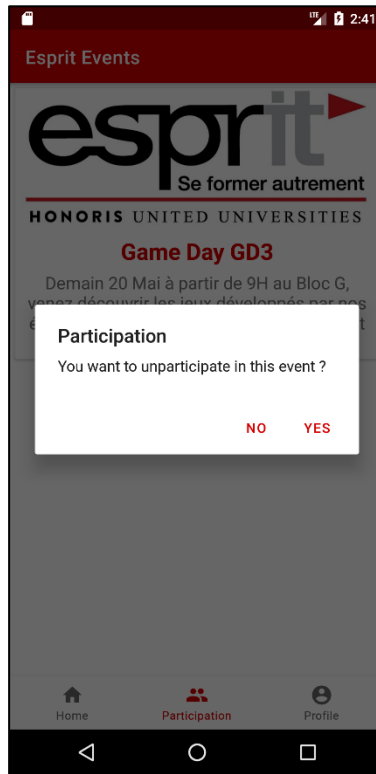 LTE 2:41
Esprit Events
esprit
Se former autrement
HONORIS UNITED UNIVERSITIES
Game Day GD3
Demain 20 Mai à partir de 9H au Bloc G,
venez découvrir les jeux développés par nos
Participation
You want to unparticipate in this event ?
NO YES
Home Participation Profile